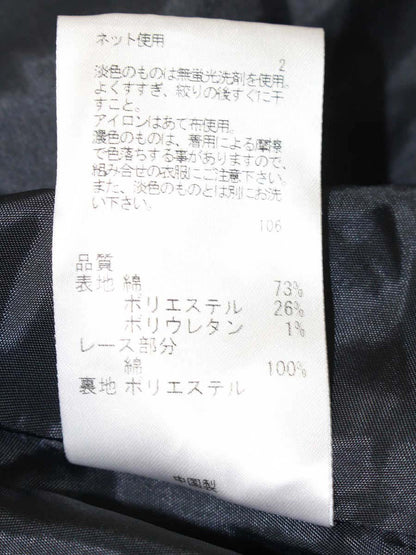 ネット使用
2
淡色のものは無蛍光洗剤を使用。
よくすすぎ、絞りの後すぐに干
すこと。
アイロンはあて布使用。
濃色のものは、着用による摩擦
で色落ちする事がありますので、
組み合せの衣服にご注意下さい。
また、淡色のものとは別にお洗
い下さい。
106
品質
表地 綿 73%
ポリエステル 26%
ポリウレタン 1%
レース部分
綿 100%
裏地 ポリエステル
中国製